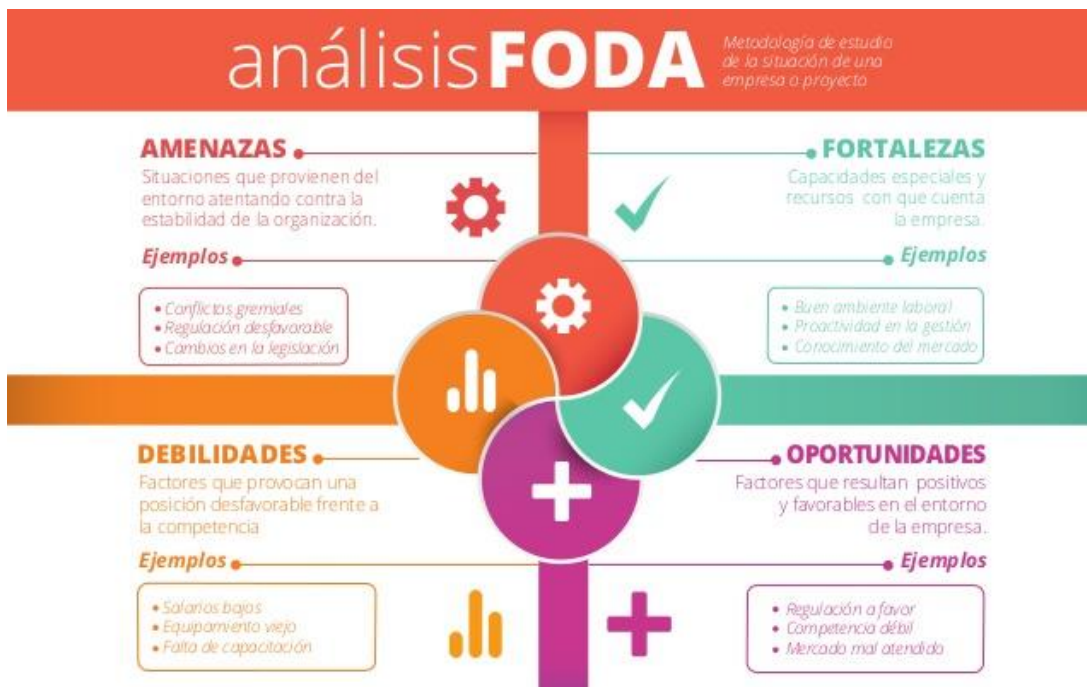 análisisFODA
Metodología de estudio
de la situación de una
empresa o proyecto
AMENAZAS
Situaciones que provienen del
entorno atentando contra la
estabilidad de la organización.
Ejemplos
• Conflictos gremiales
• Regulación desfavorable
• Cambios en la legislación
FORTALEZAS
Capacidades especiales y
recursos con que cuenta
la empresa.
Ejemplos
• Buen ambiente laboral
• Proactividad en la gestión
• Conocimiento del mercado
DEBILIDADES
Factores que provocan una
posición desfavorable frente a
la competencia
Ejemplos
• Salarios bajos
• Equipamiento viejo
• Falta de capacitación
OPORTUNIDADES
Factores que resultan positivos
y favorables en el entorno
de la empresa.
Ejemplos
• Regulación a favor
• Competencia débil
• Mercado mal atendido